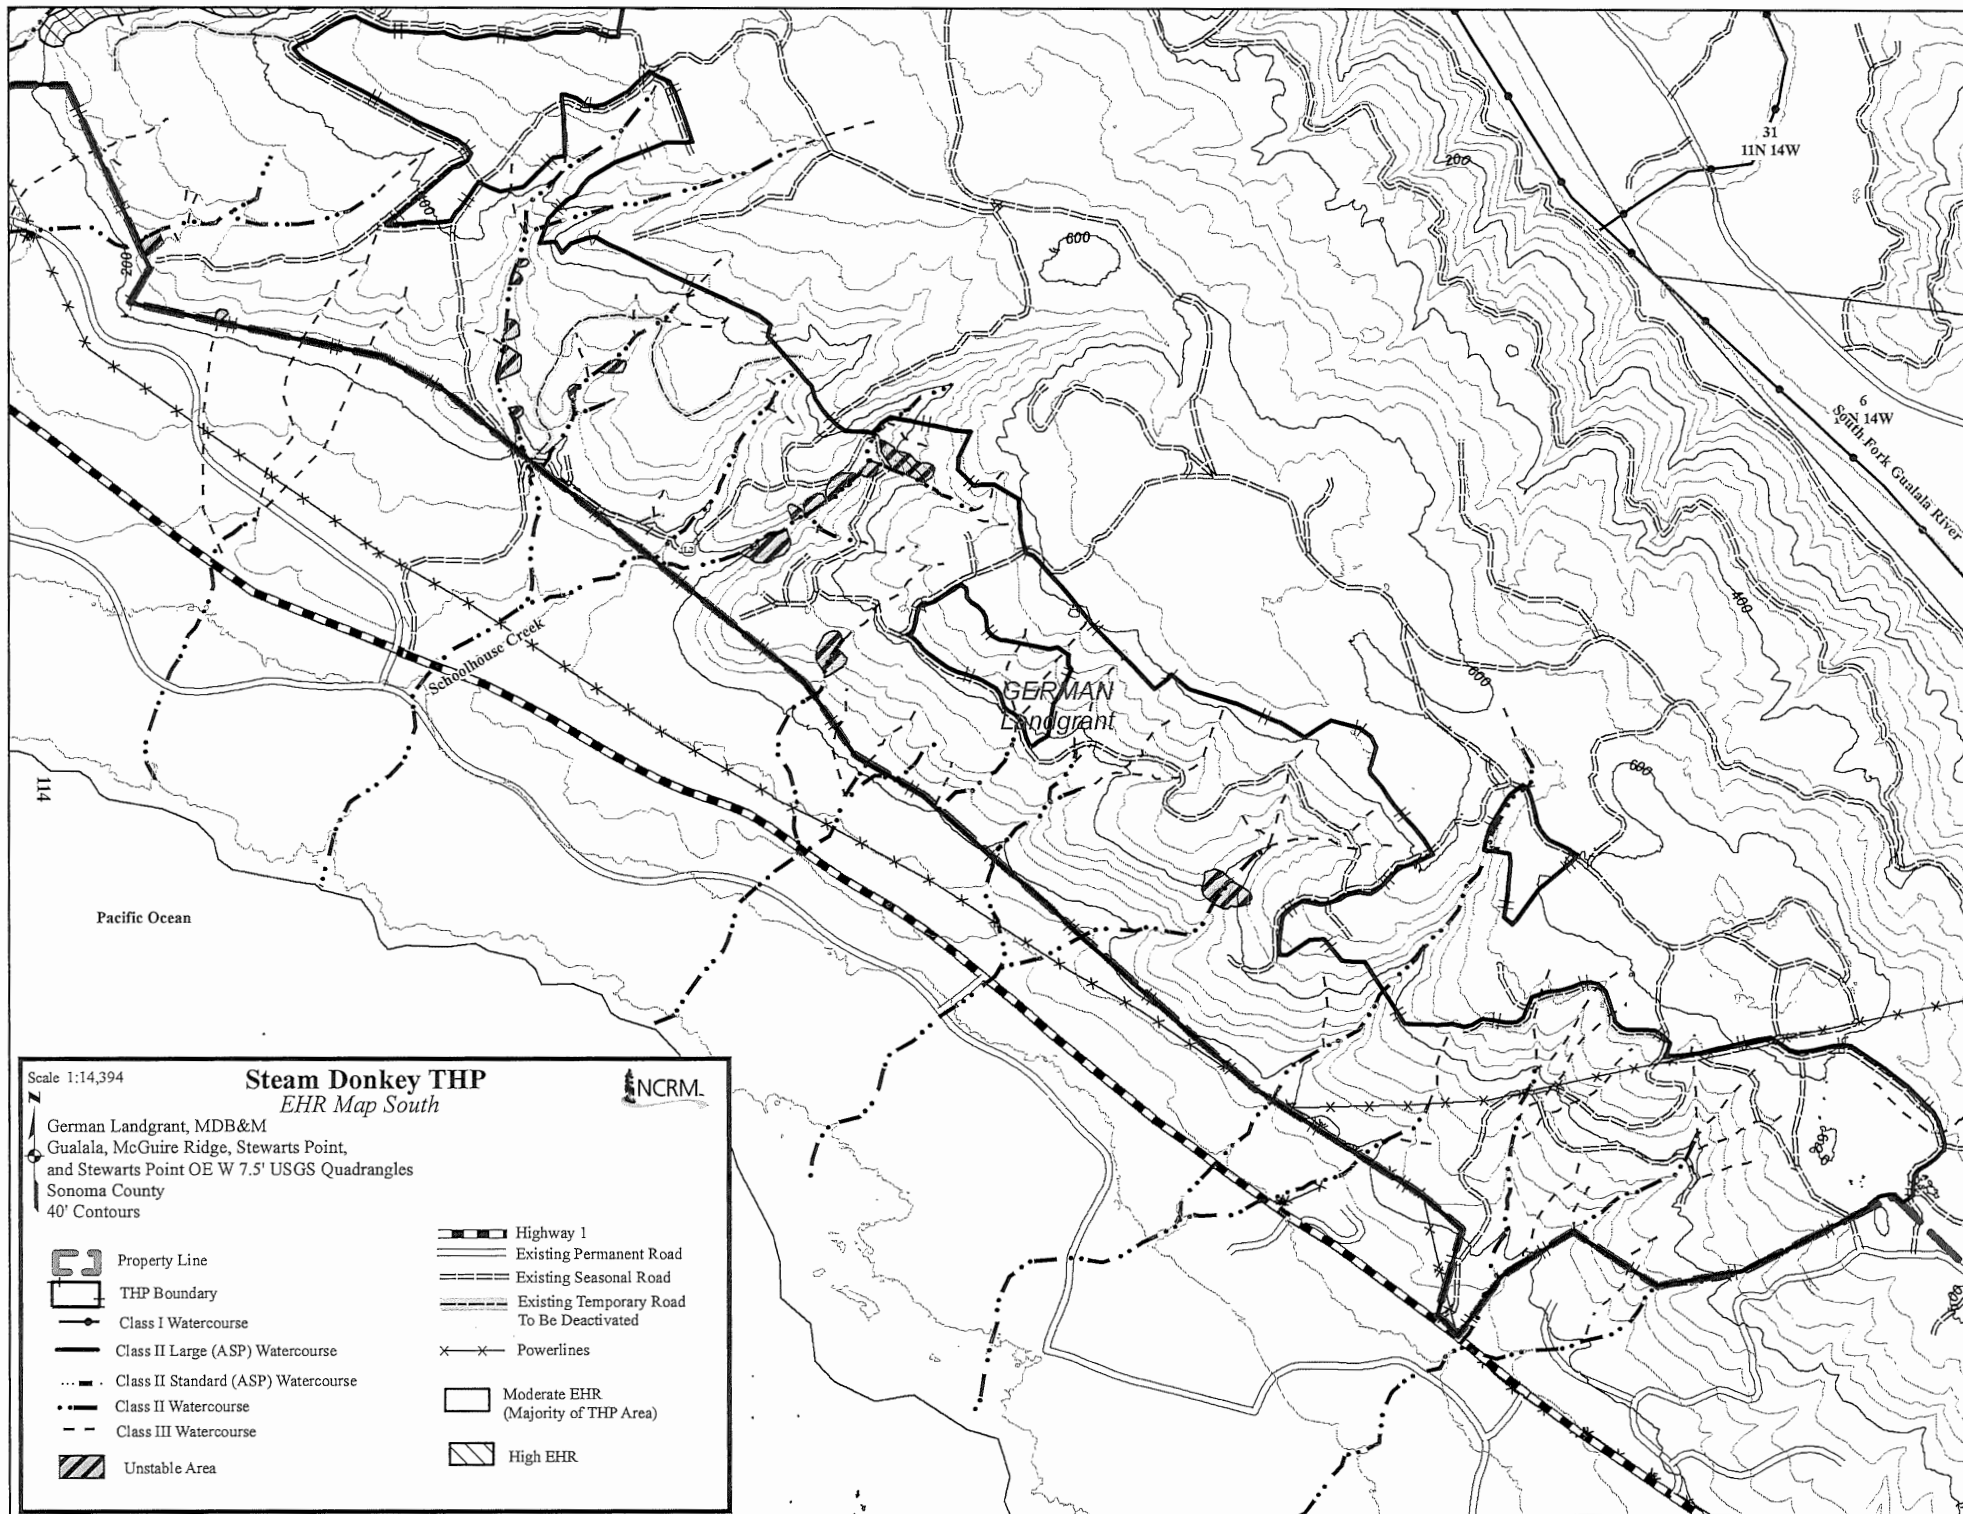 31
11N 14W
200
600
200
600
6
S9N 14W
South Fork Gualala River
400
Schoolhouse Creek
GERMAN
Landgrant
600
600
114
Pacific Ocean
Scale 1:14,394
Steam Donkey THP
EHR Map South
NCRM
N
German Landgrant, MDB&M
Gualala, McGuire Ridge, Stewarts Point,
and Stewarts Point OE W 7.5' USGS Quadrangles
Sonoma County
40' Contours
Property Line
THP Boundary
Class I Watercourse
Class II Large (ASP) Watercourse
Class II Standard (ASP) Watercourse
Class II Watercourse
Class III Watercourse
Unstable Area
Highway 1
Existing Permanent Road
Existing Seasonal Road
Existing Temporary Road
To Be Deactivated
Powerlines
Moderate EHR
(Majority of THP Area)
High EHR